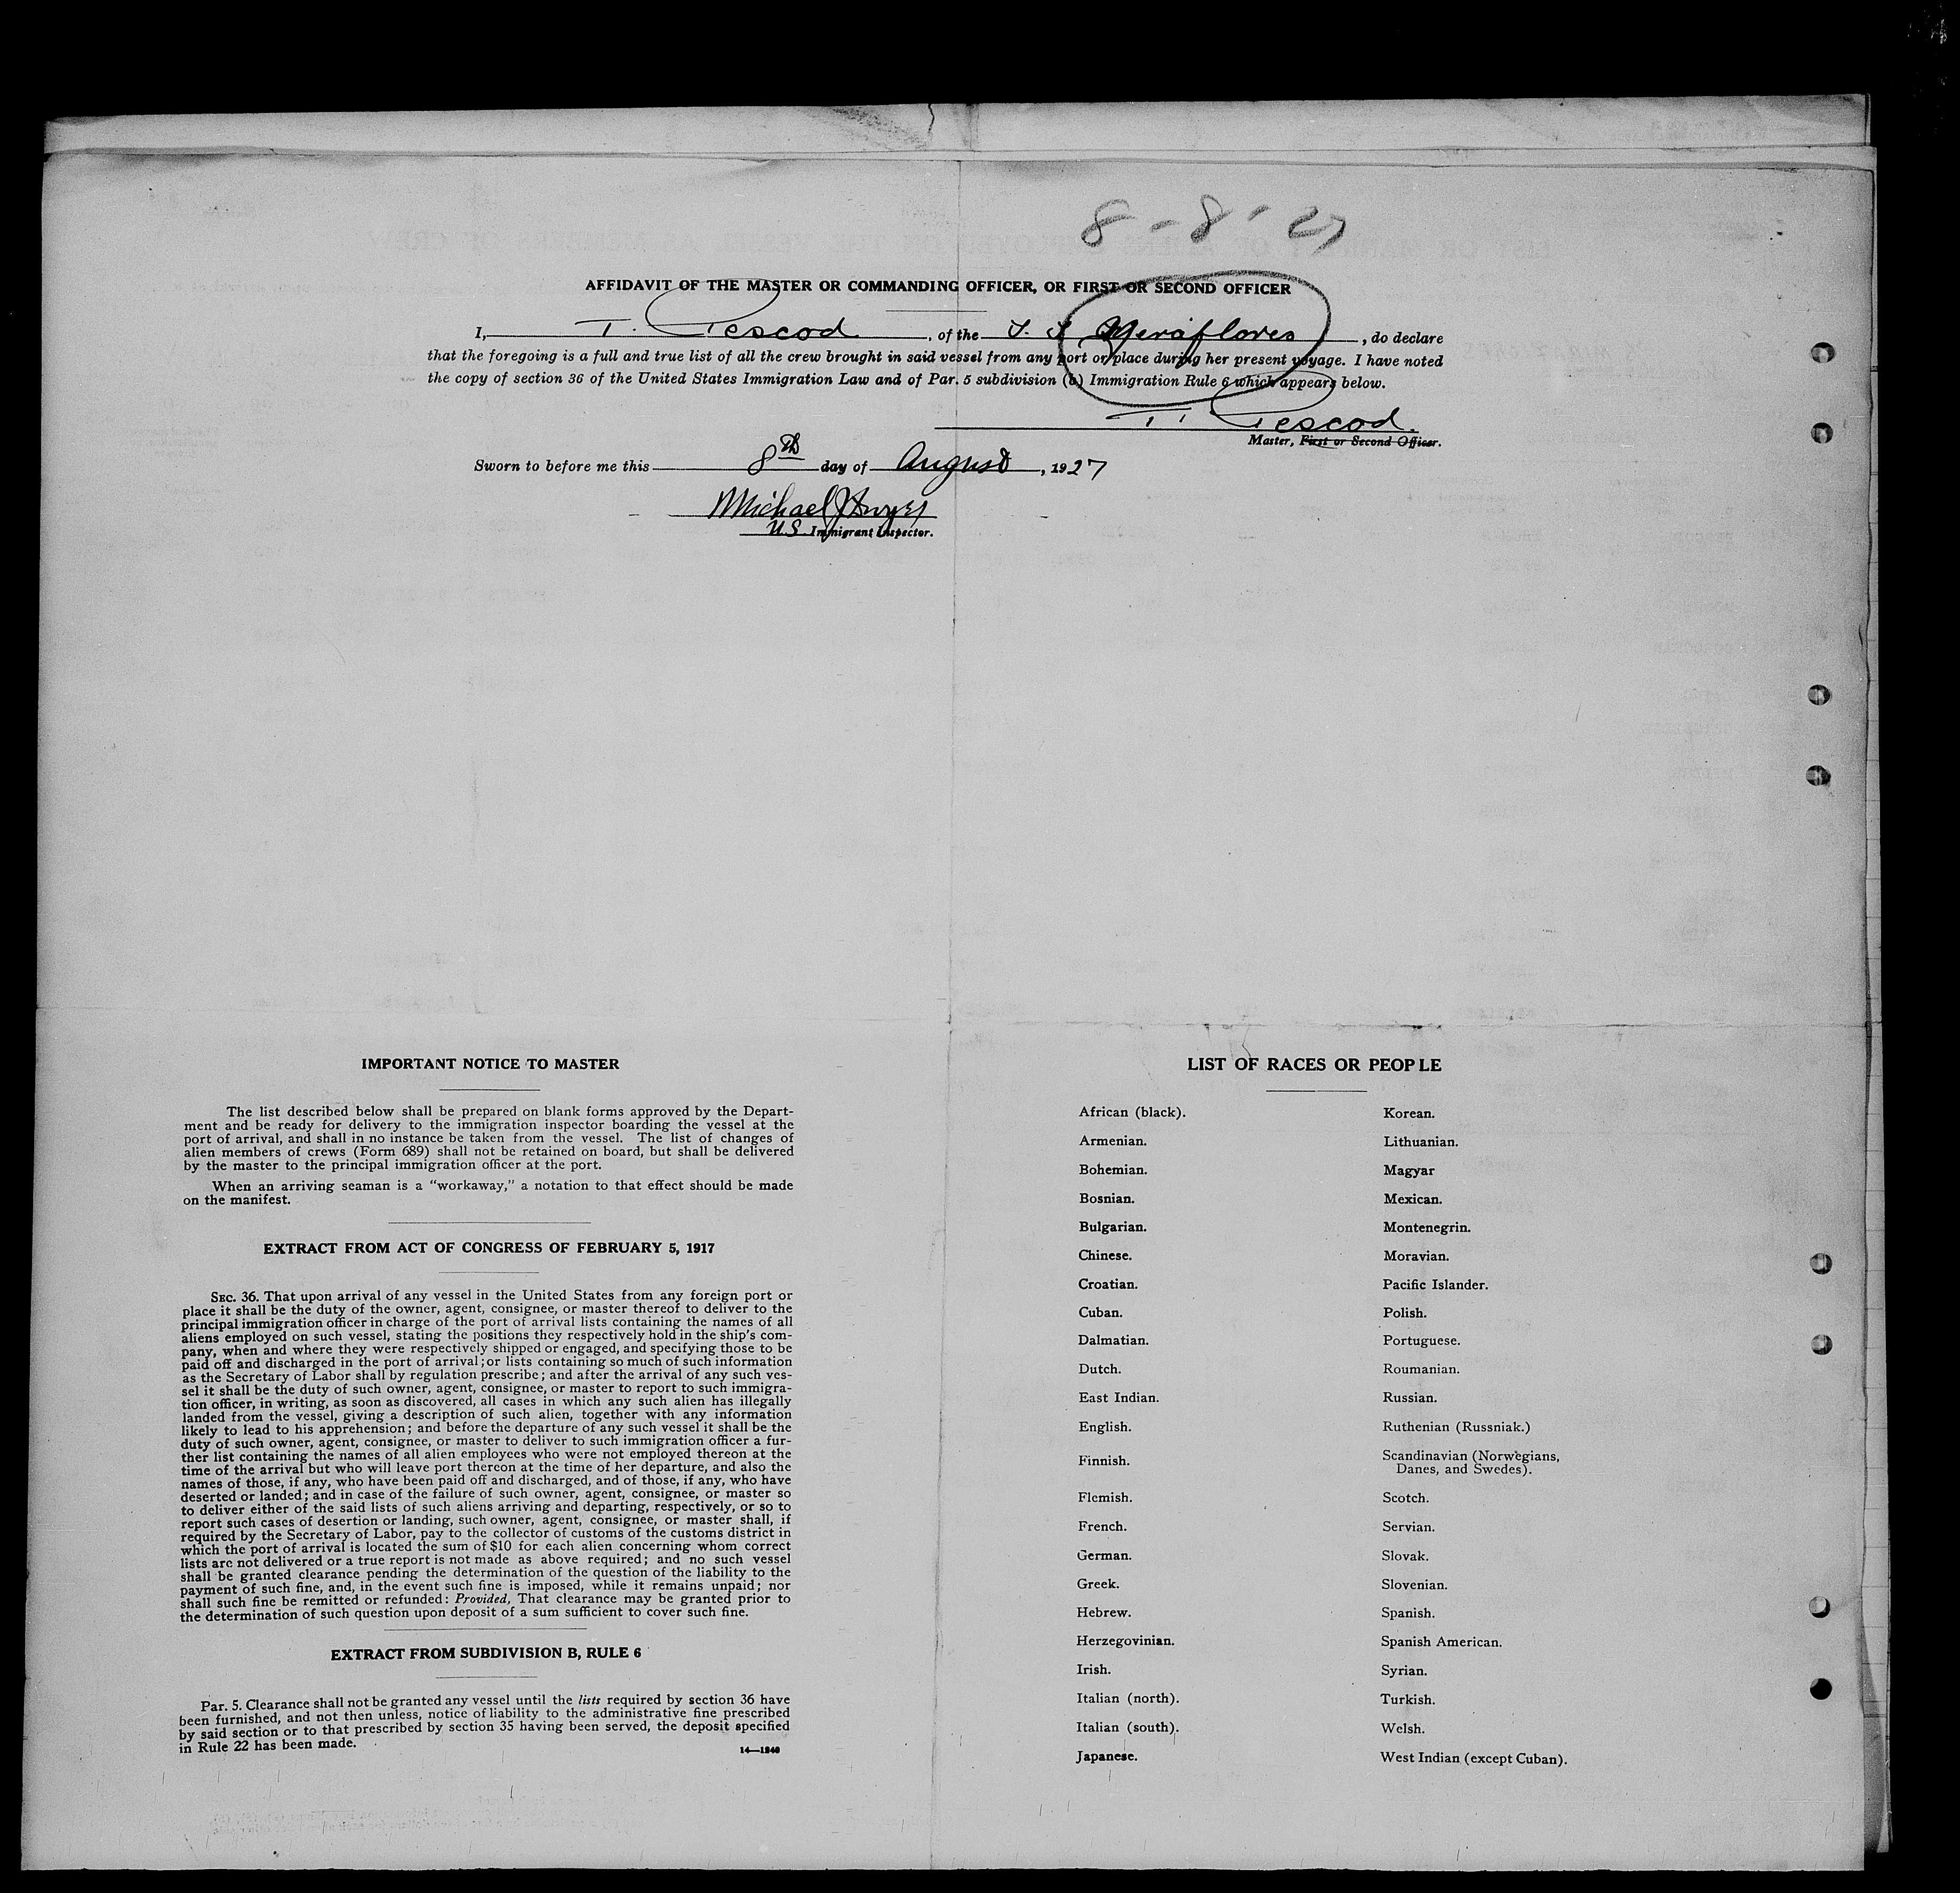 8 - 8 - 27
AFFIDAVIT OF THE MASTER OR COMMANDING OFFICER, OR FIRST OR SECOND OFFICER
I, T. Pescod, of the S. S. Meraflores, do declare
that the foregoing is a full and true list of all the crew brought in said vessel from any port or place during her present voyage. I have noted
the copy of section 36 of the United States Immigration Law and of Par. 5 subdivision (b) Immigration Rule 6 which appears below.
T. Pescod.
Master, First or Second Officer.
Sworn to before me this 8th day of August, 1927
Michael
U.S. Immigrant Inspector.
IMPORTANT NOTICE TO MASTER
The list described below shall be prepared on blank forms approved by the Depart-
ment and be ready for delivery to the immigration inspector boarding the vessel at the
port of arrival, and shall in no instance be taken from the vessel. The list of changes of
alien members of crews (Form 689) shall not be retained on board, but shall be delivered
by the master to the principal immigration officer at the port.
When an arriving seaman is a "workaway," a notation to that effect should be made
on the manifest.
EXTRACT FROM ACT OF CONGRESS OF FEBRUARY 5, 1917
SEC. 36. That upon arrival of any vessel in the United States from any foreign port or
place it shall be the duty of the owner, agent, consignee, or master thereof to deliver to the
principal immigration officer in charge of the port of arrival lists containing the names of all
aliens employed on such vessel, stating the positions they respectively hold in the ship's com-
pany, when and where they were respectively shipped or engaged, and specifying those to be
paid off and discharged in the port of arrival; or lists containing so much of such information
as the Secretary of Labor shall by regulation prescribe; and after the arrival of any such ves-
sel it shall be the duty of such owner, agent, consignee, or master to report to such immigra-
tion officer, in writing, as soon as discovered, all cases in which any such alien has illegally
landed from the vessel, giving a description of such alien, together with any information
likely to lead to his apprehension; and before the departure of any such vessel it shall be the
duty of such owner, agent, consignee, or master to deliver to such immigration officer a fur-
ther list containing the names of all alien employees who were not employed thereon at the
time of the arrival but who will leave port thereon at the time of her departure, and also the
names of those, if any, who have been paid off and discharged, and of those, if any, who have
deserted or landed; and in case of the failure of such owner, agent, consignee, or master so
to deliver either of the said lists of such aliens arriving and departing, respectively, or so to
report such cases of desertion or landing, such owner, agent, consignee, or master shall, if
required by the Secretary of Labor, pay to the collector of customs of the customs district in
which the port of arrival is located the sum of $10 for each alien concerning whom correct
lists are not delivered or a true report is not made as above required; and no such vessel
shall be granted clearance pending the determination of the question of the liability to the
payment of such fine, and, in the event such fine is imposed, while it remains unpaid; nor
shall such fine be remitted or refunded: Provided, That clearance may be granted prior to
the determination of such question upon deposit of a sum sufficient to cover such fine.
EXTRACT FROM SUBDIVISION B, RULE 6
Par. 5. Clearance shall not be granted any vessel until the lists required by section 36 have
been furnished, and not then unless, notice of liability to the administrative fine prescribed
by said section or to that prescribed by section 35 having been served, the deposit specified
in Rule 22 has been made.
14—1240
LIST OF RACES OR PEOPLE
African (black).
Armenian.
Bohemian.
Bosnian.
Bulgarian.
Chinese.
Croatian.
Cuban.
Dalmatian.
Dutch.
East Indian.
English.
Finnish.
Flemish.
French.
German.
Greek.
Hebrew.
Herzegovinian.
Irish.
Italian (north).
Italian (south).
Japanese.
Korean.
Lithuanian.
Magyar
Mexican.
Montenegrin.
Moravian.
Pacific Islander.
Polish.
Portuguese.
Roumanian.
Russian.
Ruthenian (Russniak.)
Scandinavian (Norwegians,
Danes, and Swedes).
Scotch.
Servian.
Slovak.
Slovenian.
Spanish.
Spanish American.
Syrian.
Turkish.
Welsh.
West Indian (except Cuban).